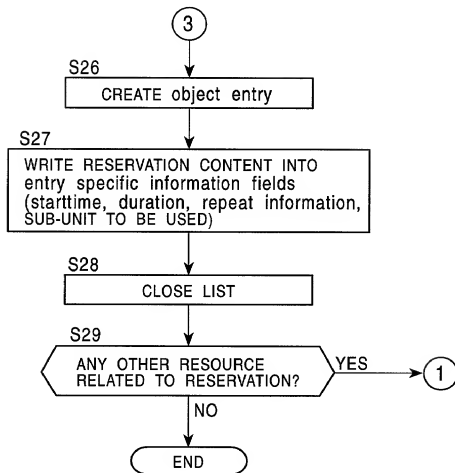 3
S26
CREATE object entry
S27
WRITE RESERVATION CONTENT INTO
entry specific information fields
(starttime, duration, repeat information,
SUB-UNIT TO BE USED)
S28
CLOSE LIST
S29
ANY OTHER RESOURCE
RELATED TO RESERVATION?
YES
1
NO
END